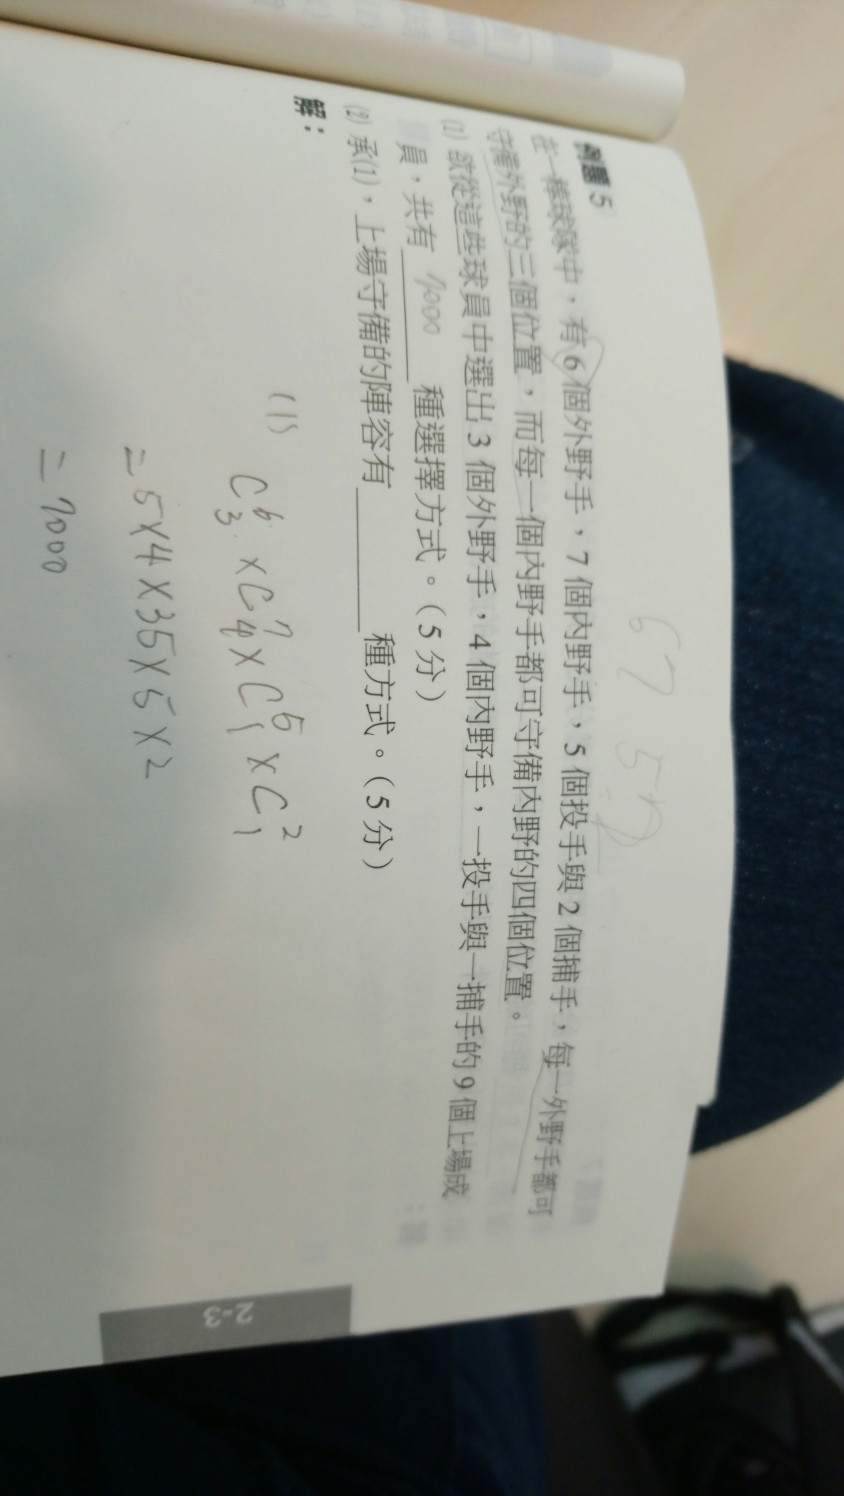 例題5
在一棒球隊中,有6個外野手,7個內野手,5個投手與2個捕手,每一外野手都可
守備外野的三個位置,而每一個內野手都可守備內野的四個位置。
(1) 欲從這些球員中選出3個外野手,4個內野手,一投手與一捕手的9個上場成
員,共有 7000 種選擇方式。(5分)
(2) 承(1),上場守備的陣容有______種方式。(5分)
解:
(1) C⁶₃ × C⁷₄ × C⁵₁ × C²₁
= 5×4×35×5×2
= 7000
2-3